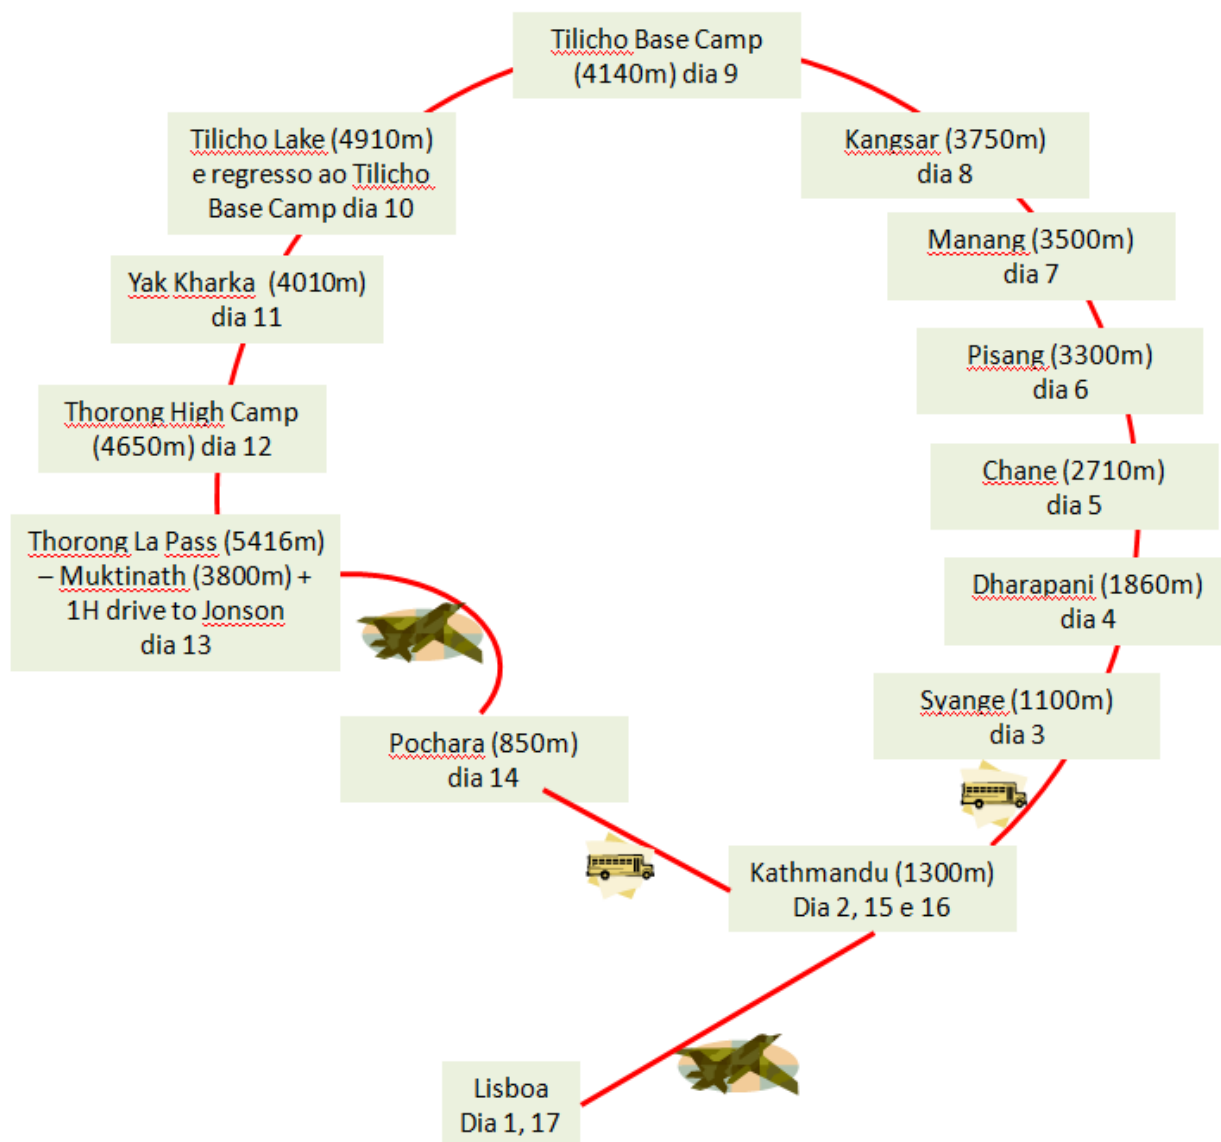 Tilicho Base Camp
(4140m) dia 9
Tilicho Lake (4910m)
e regresso ao Tilicho
Base Camp dia 10
Kangsar (3750m)
dia 8
Manang (3500m)
dia 7
Yak Kharka  (4010m)
dia 11
Pisang (3300m)
dia 6
Thorong High Camp
(4650m) dia 12
Chane (2710m)
dia 5
Thorong La Pass (5416m)
– Muktinath (3800m) +
1H drive to Jonson
dia 13
Dharapani (1860m)
dia 4
Syange (1100m)
dia 3
Pochara (850m)
dia 14
Kathmandu (1300m)
Dia 2, 15 e 16
Lisboa
Dia 1, 17